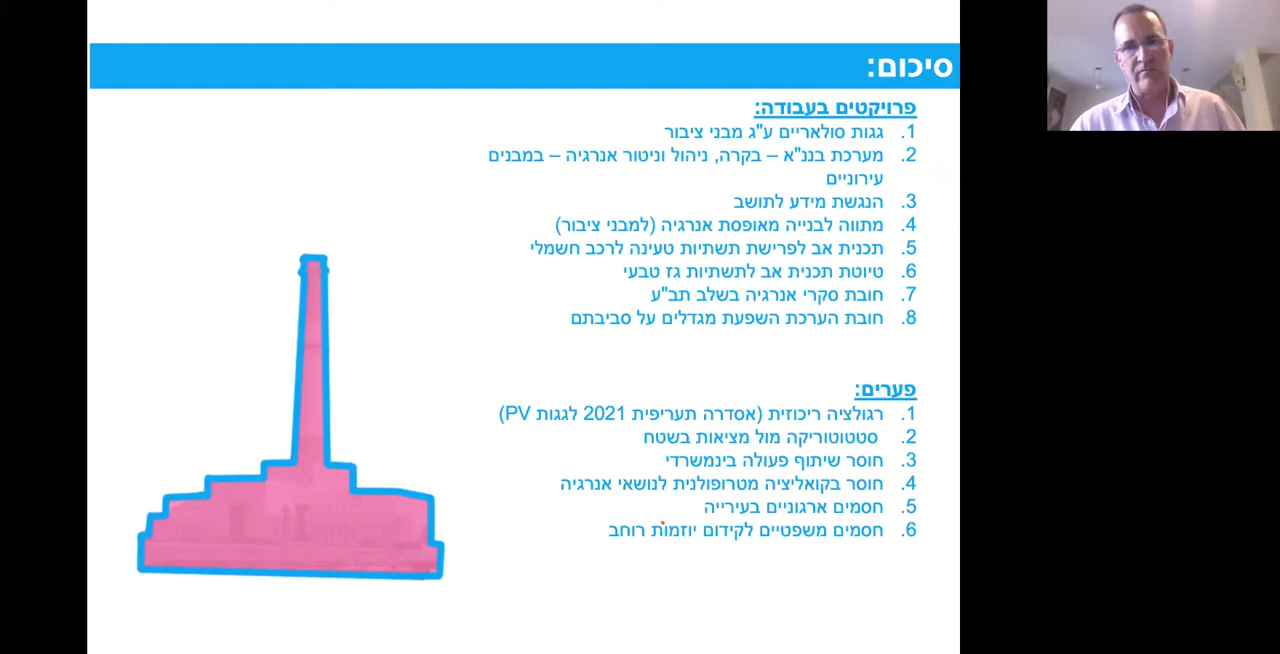 סיכום:
פרויקטים בעבודה:
1. גגות סולאריים ע"ג מבני ציבור
2. מערכת בננ"א – בקרה, ניהול וניטור אנרגיה – במבנים
עירוניים
3. הנגשת מידע לתושב
4. מתווה לבנייה מאופסת אנרגיה (למבני ציבור)
5. תכנית אב לפרישת תשתיות טעינה לרכב חשמלי
6. טיוטת תכנית אב לתשתיות גז טבעי
7. חובת סקרי אנרגיה בשלב תב"ע
8. חובת הערכת השפעת מגדלים על סביבתם
פערים:
1. רגולציה ריכוזית (אסדרה תעריפית 2021 לגגות PV)
2. סטטוטוריקה מול מציאות בשטח
3. חוסר שיתוף פעולה בינמשרדי
4. חוסר בקואליציה מטרופולנית לנושאי אנרגיה
5. חסמים ארגוניים בעירייה
6. חסמים משפטיים לקידום יוזמות רוחב